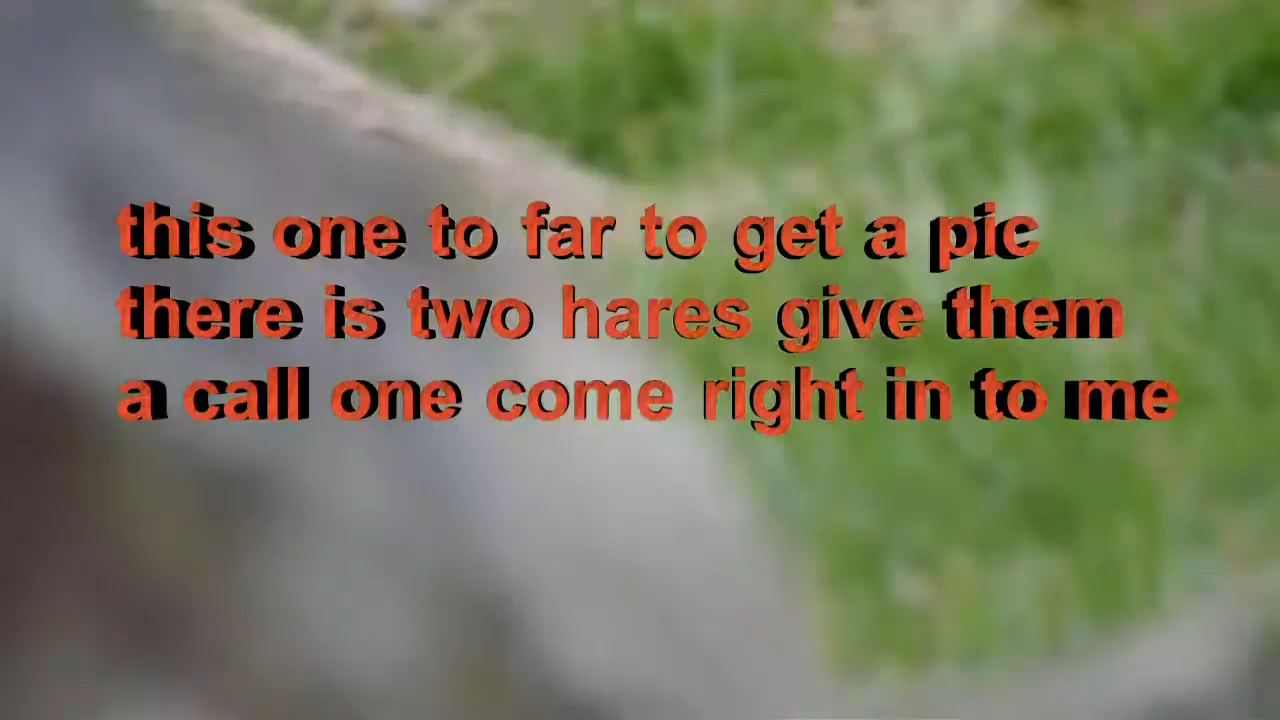 this one to far to get a pic
there is two hares give them
a call one come right in to me